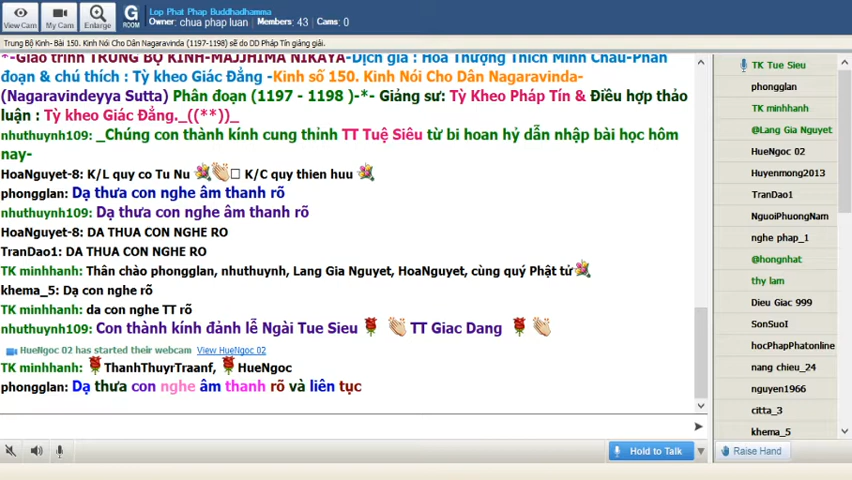 Lop Phat Phap Buddhadhamma
Owner: chua phap luan Members: 43 Cams: 0
View Cam
My Cam
Enlarge
G ROOM
Trung Bộ Kinh- Bài 150. Kinh Nói Cho Dân Nagaravinda (1197-1198) sẽ do DD Pháp Tín giảng giải.
*-Giáo trình TRUNG BỘ KINH-MAJJHIMA NIKAYA-Dịch giả : Hòa Thượng Thích Minh Châu-Phân
đoạn & chú thích : Tỳ kheo Giác Đẳng -Kinh số 150. Kinh Nói Cho Dân Nagaravinda-
(Nagaravindeyya Sutta) Phân đoạn (1197 - 1198 )-*- Giảng sư: Tỳ Kheo Pháp Tín & Điều hợp thảo
luận : Tỳ kheo Giác Đẳng._((**))_
nhuthuynh109: _Chúng con thành kính cung thỉnh TT Tuệ Siêu từ bi hoan hỷ dẫn nhập bài học hôm
nay-
HoaNguyet-8: K/L quy co Tu Nu K/C quy thien huu
phongglan: Dạ thưa con nghe âm thanh rõ
nhuthuynh109: Dạ thưa con nghe âm thanh rõ
HoaNguyet-8: DA THUA CON NGHE RO
TranDao1: DA THUA CON NGHE RO
TK minhhanh: Thân chào phongglan, nhuthuynh, Lang Gia Nguyet, HoaNguyet, cùng quý Phật tử
khema_5: Dạ con nghe rõ
TK minhhanh: da con nghe TT rõ
nhuthuynh109: Con thành kính đảnh lễ Ngài Tue Sieu TT Giac Dang
HueNgoc 02 has started their webcam View HueNgoc 02
TK minhhanh: ThanhThuyrTraanf, HueNgoc
phongglan: Dạ thưa con nghe âm thanh rõ và liên tục
Hold to Talk
TK Tue Sieu
phongglan
TK minhhanh
@Lang Gia Nguyet
HueNgoc 02
Huyenmong2013
TranDao1
NguoiPhuongNam
nghe phap_1
@hongnhat
thy lam
Dieu Giac 999
SonSuoI
hocPhapPhatonline
nang chieu_24
nguyen1966
citta_3
khema_5
Raise Hand